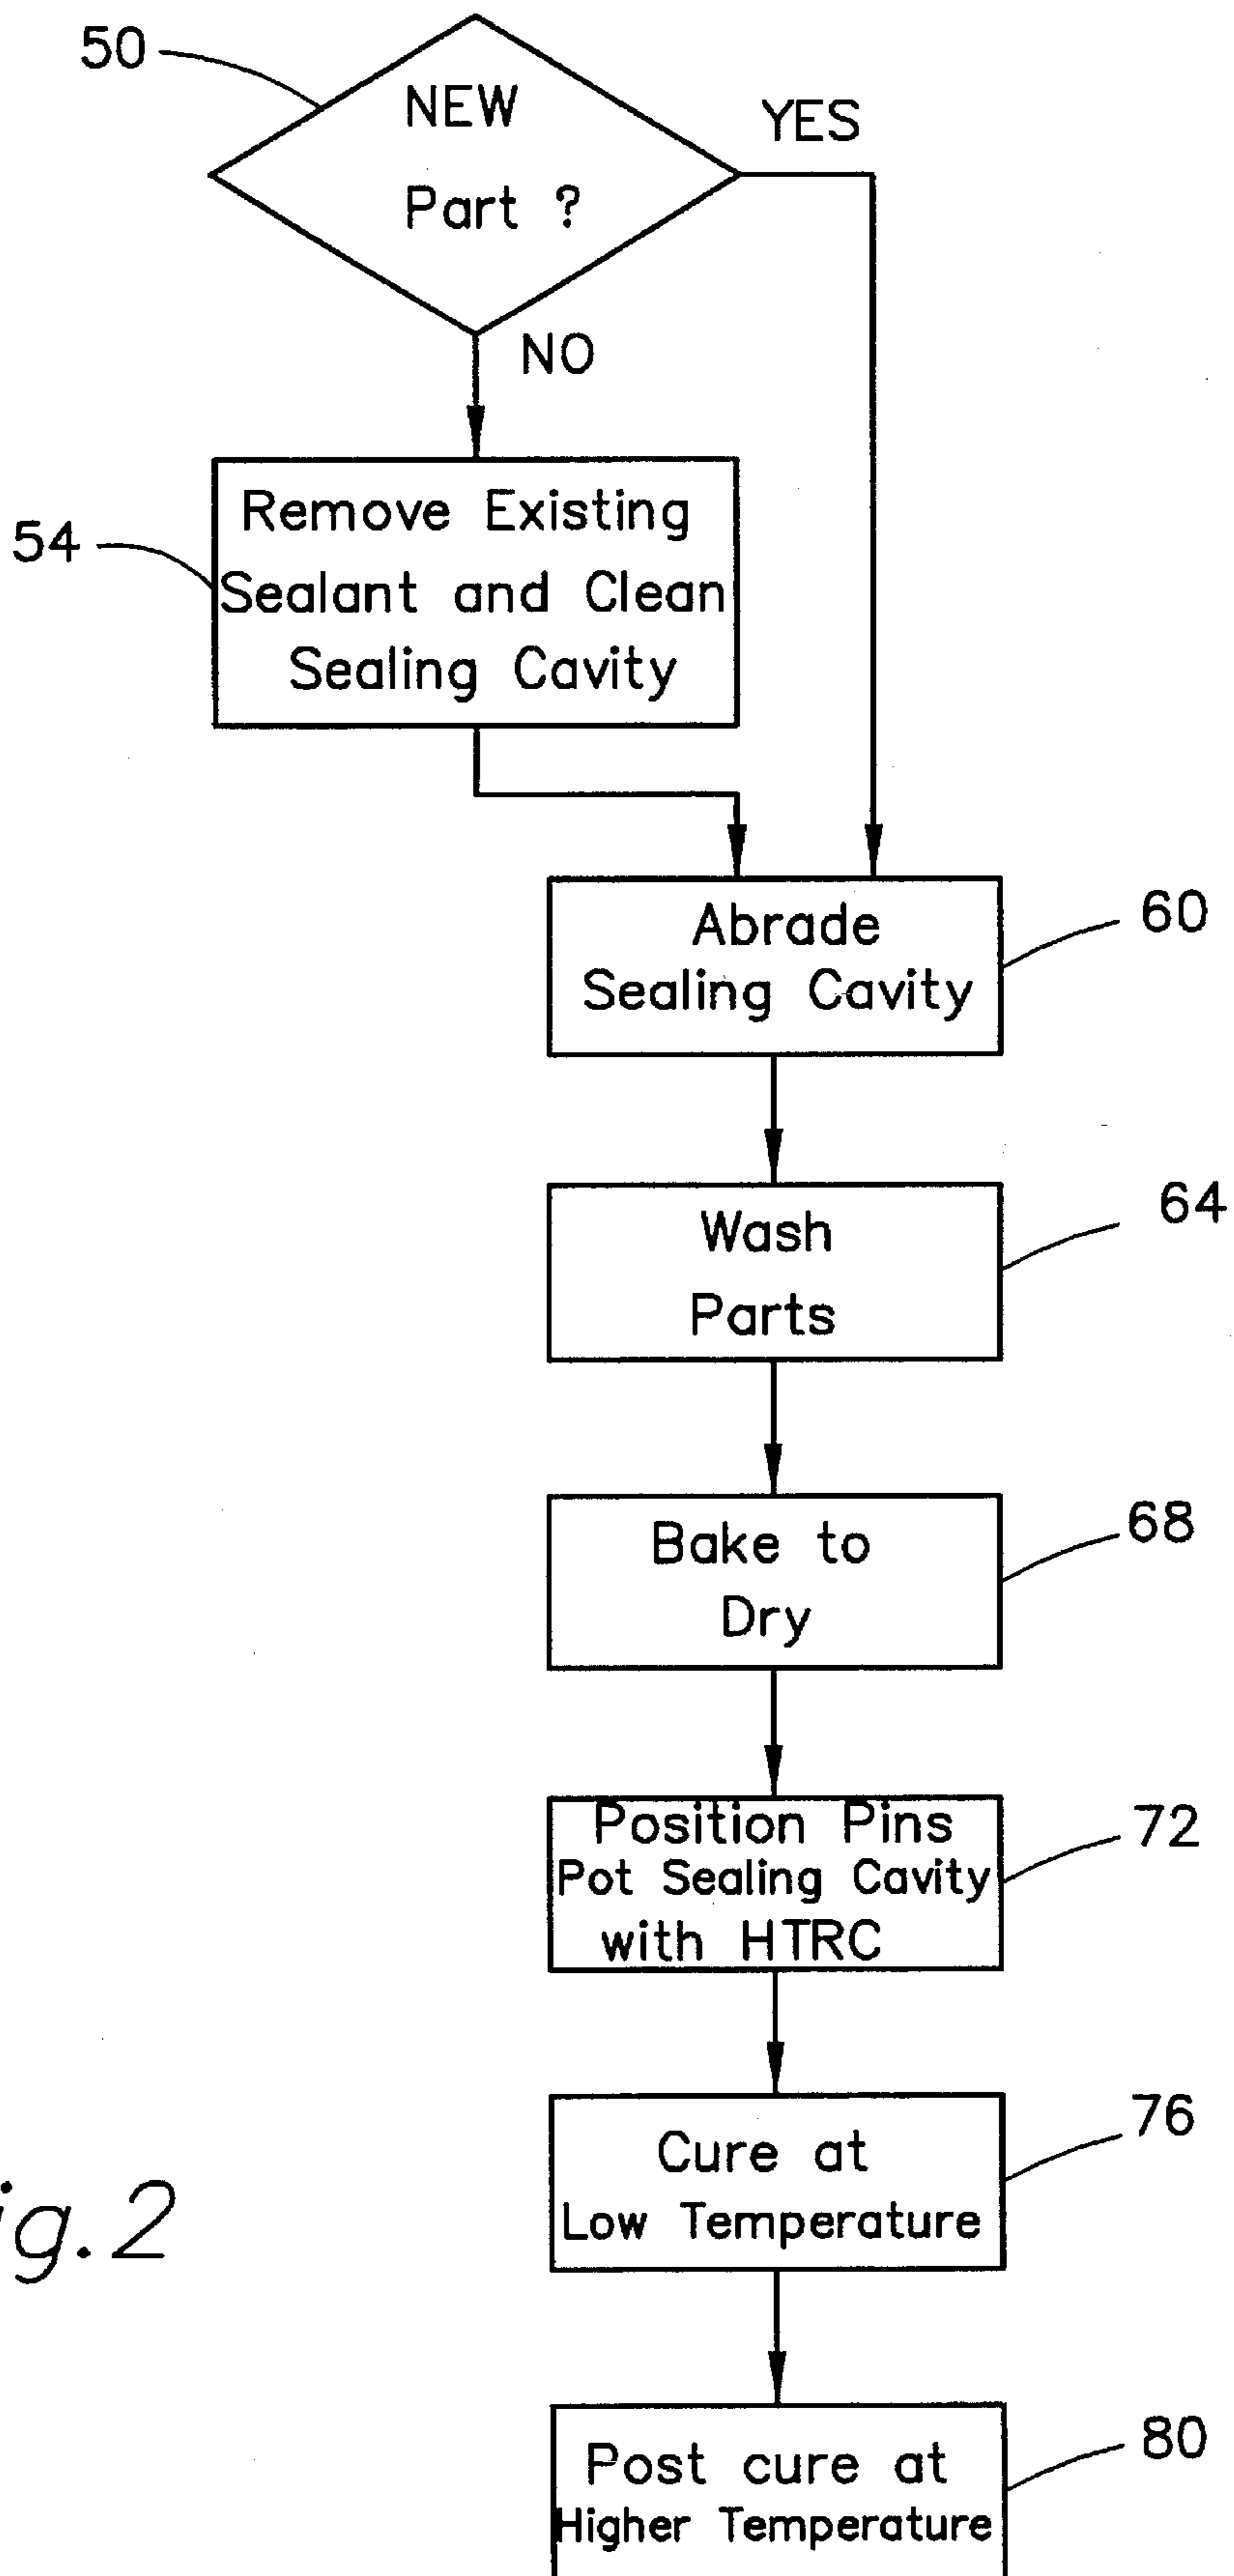 50
NEW
Part ?
YES
NO
54
Remove Existing
Sealant and Clean
Sealing Cavity
Abrade
Sealing Cavity
60
Wash
Parts
64
Bake to
Dry
68
Position Pins
Pot Sealing Cavity
with HTRC
72
Cure at
Low Temperature
76
ig.2
Post cure at
Higher Temperature
80